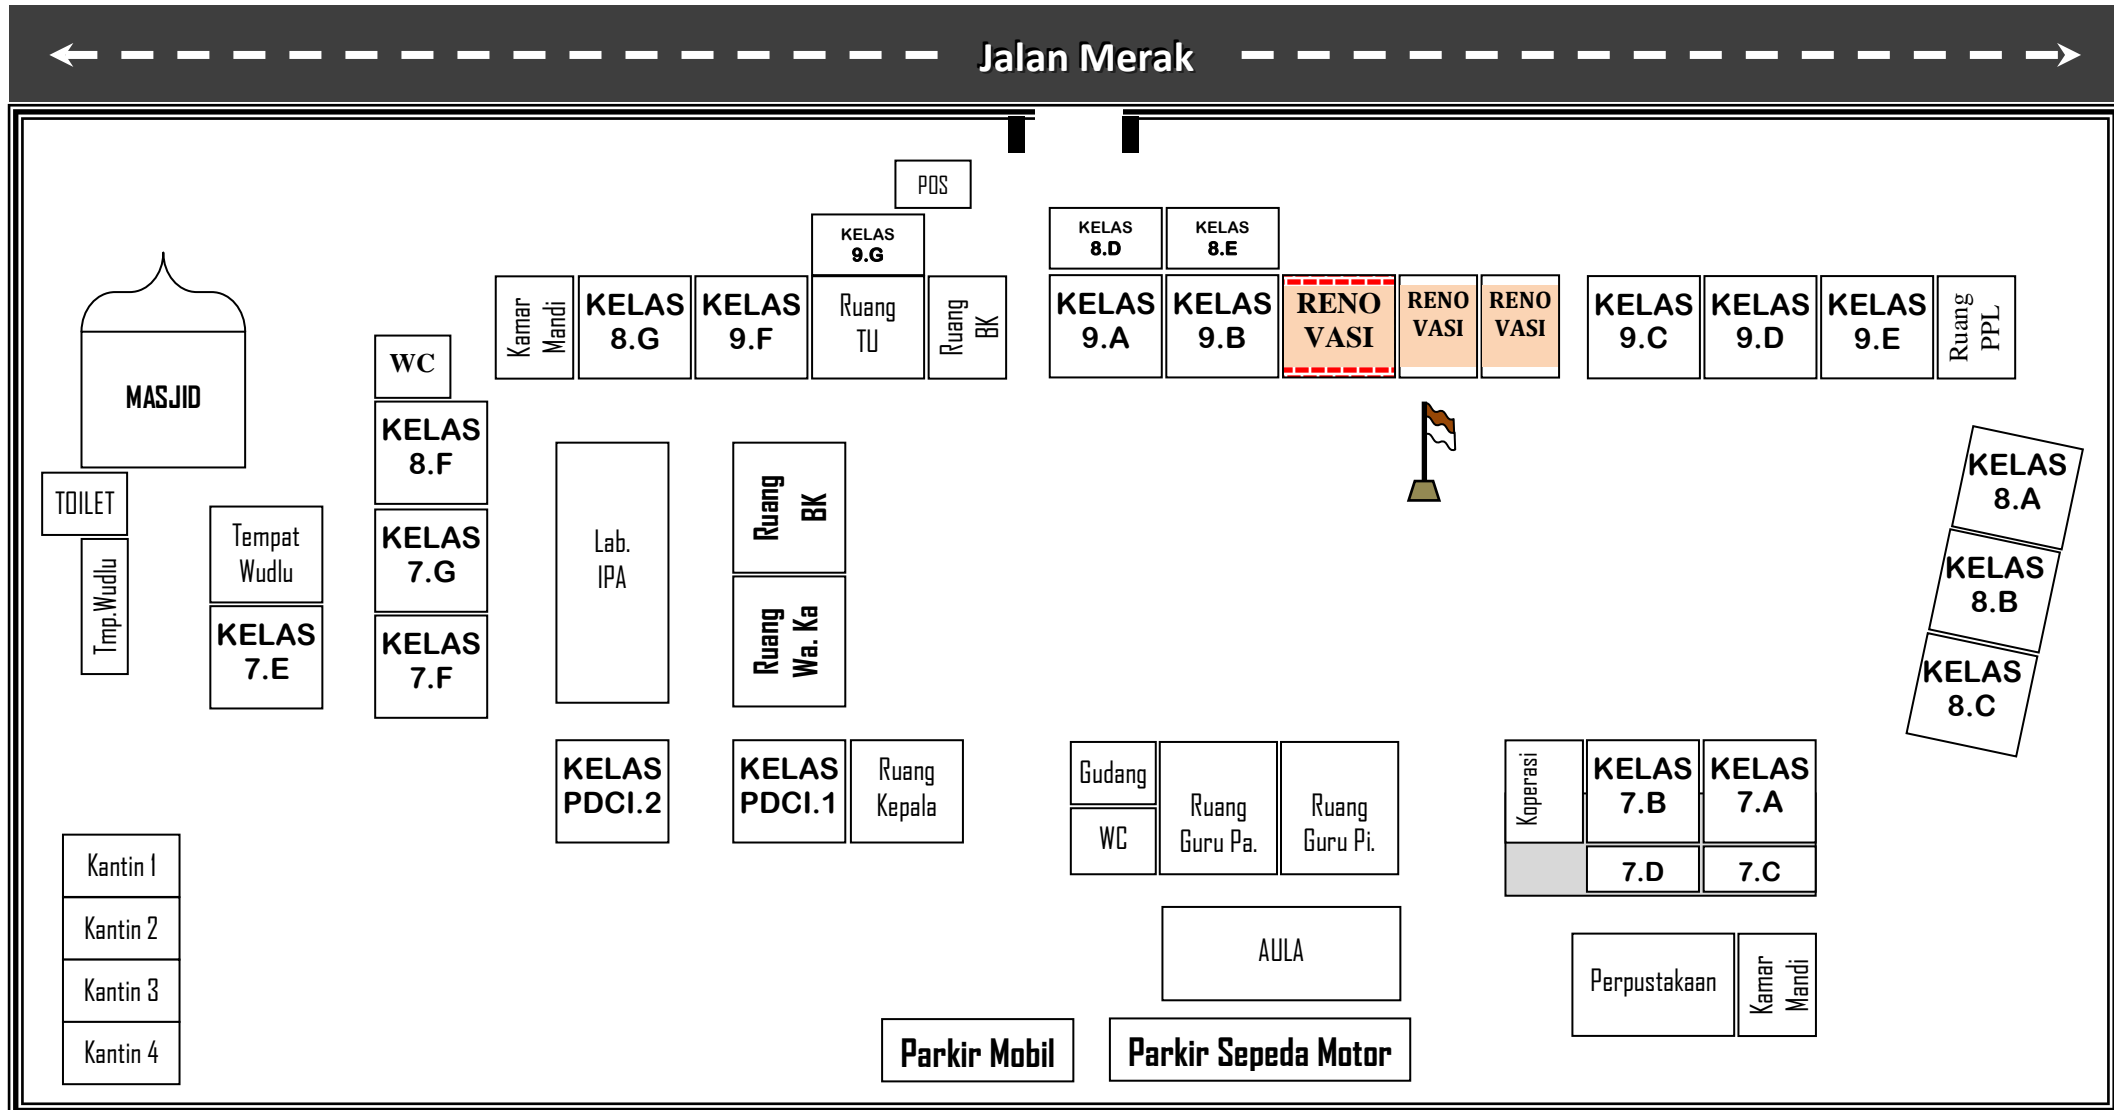 Jalan Merak
POS
KELAS
9.G
KELAS
8.D
KELAS
8.E
Kamar
Mandi
KELAS
8.G
KELAS
9.F
Ruang
TU
Ruang
BK
KELAS
9.A
KELAS
9.B
RENO
VASI
RENO
VASI
RENO
VASI
KELAS
9.C
KELAS
9.D
KELAS
9.E
Ruang
PPL
MASJID
WC
KELAS
8.F
TOILET
Tempat
Wudlu
Tmp.Wudlu
KELAS
7.E
KELAS
7.G
KELAS
7.F
Lab.
IPA
Ruang
BK
Ruang
Wa. Ka
KELAS
8.A
KELAS
8.B
KELAS
8.C
KELAS
PDCI.2
KELAS
PDCI.1
Ruang
Kepala
Gudang
WC
Ruang
Guru Pa.
Ruang
Guru Pi.
Koperasi
KELAS
7.B
KELAS
7.A
7.D
7.C
Kantin 1
Kantin 2
Kantin 3
Kantin 4
AULA
Perpustakaan
Kamar
Mandi
Parkir Mobil
Parkir Sepeda Motor